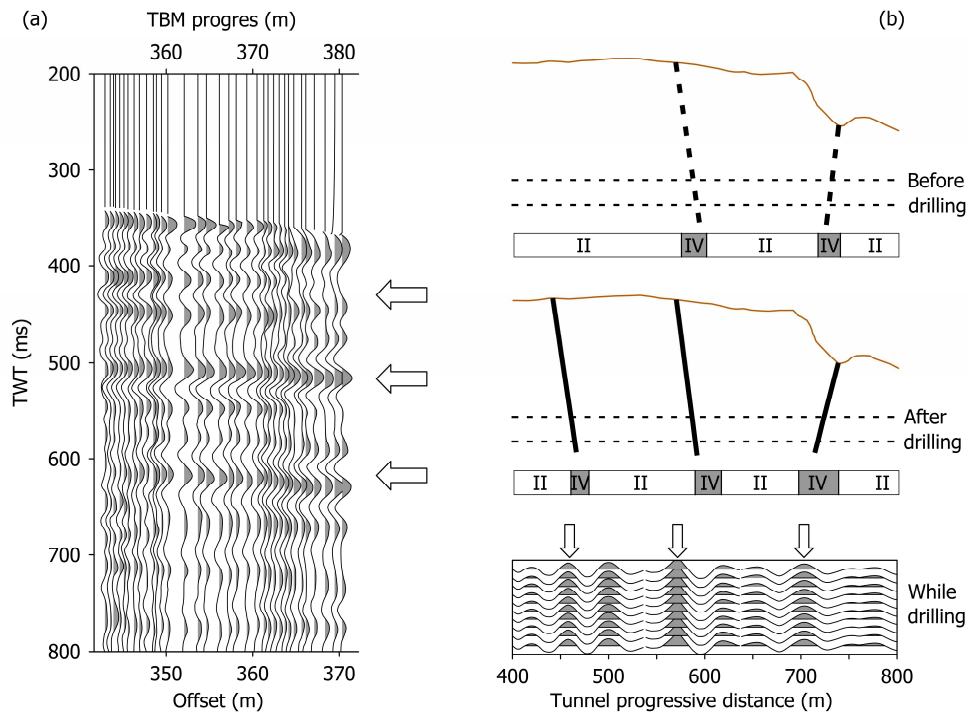 (a)
TBM progres (m)
360 370 380
200
300
400
500
600
700
800
TWT (ms)
350 360 370
Offset (m)
(b)
Before
drilling
II IV II IV II
After
drilling
II IV II IV II IV II
While
drilling
400 500 600 700 800
Tunnel progressive distance (m)